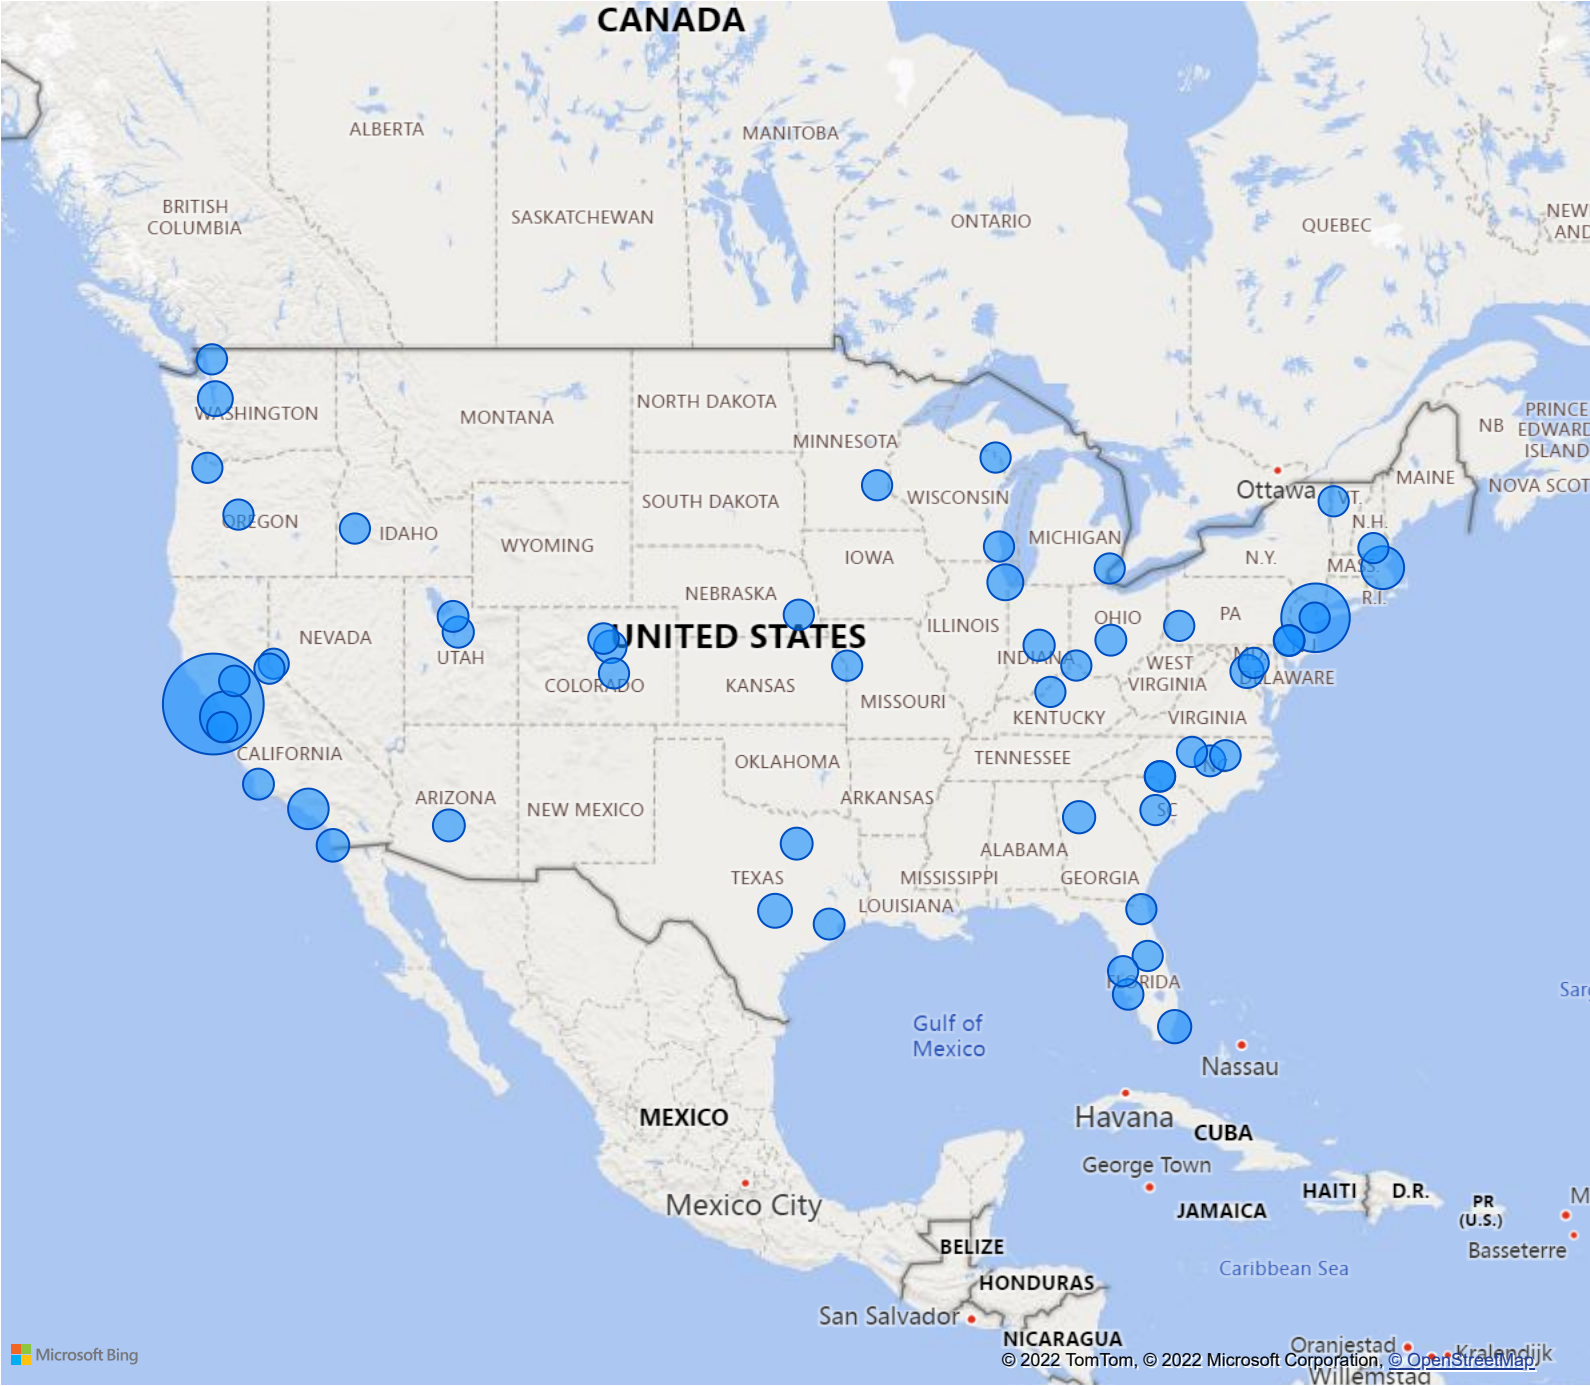 CANADA
ALBERTA
MANITOBA
BRITISH
COLUMBIA
SASKATCHEWAN
ONTARIO
QUEBEC
NEW
AND
WASHINGTON
MONTANA
NORTH DAKOTA
MINNESOTA
NB
PRINCE
EDWARD
ISLAND
MAINE
NOVA SCOT
Ottawa
VT.
N.H.
OREGON
IDAHO
SOUTH DAKOTA
WISCONSIN
MICHIGAN
WYOMING
IOWA
N.Y.
MASS.
R.I.
NEBRASKA
NEVADA
UTAH
UNITED STATES
ILLINOIS
INDIANA
OHIO
PA
COLORADO
KANSAS
MISSOURI
WEST
VIRGINIA
DELAWARE
KENTUCKY
VIRGINIA
CALIFORNIA
OKLAHOMA
TENNESSEE
NC
ARIZONA
NEW MEXICO
ARKANSAS
SC
ALABAMA
TEXAS
MISSISSIPPI
GEORGIA
LOUISIANA
FLORIDA
Gulf of
Mexico
Nassau
MEXICO
Havana
CUBA
George Town
Mexico City
JAMAICA
HAITI
D.R.
PR
(U.S.)
M
Basseterre
BELIZE
Caribbean Sea
HONDURAS
San Salvador
NICARAGUA
Oranjestad
Kralendijk
Willemstad
Microsoft Bing
© 2022 TomTom, © 2022 Microsoft Corporation, © OpenStreetMap